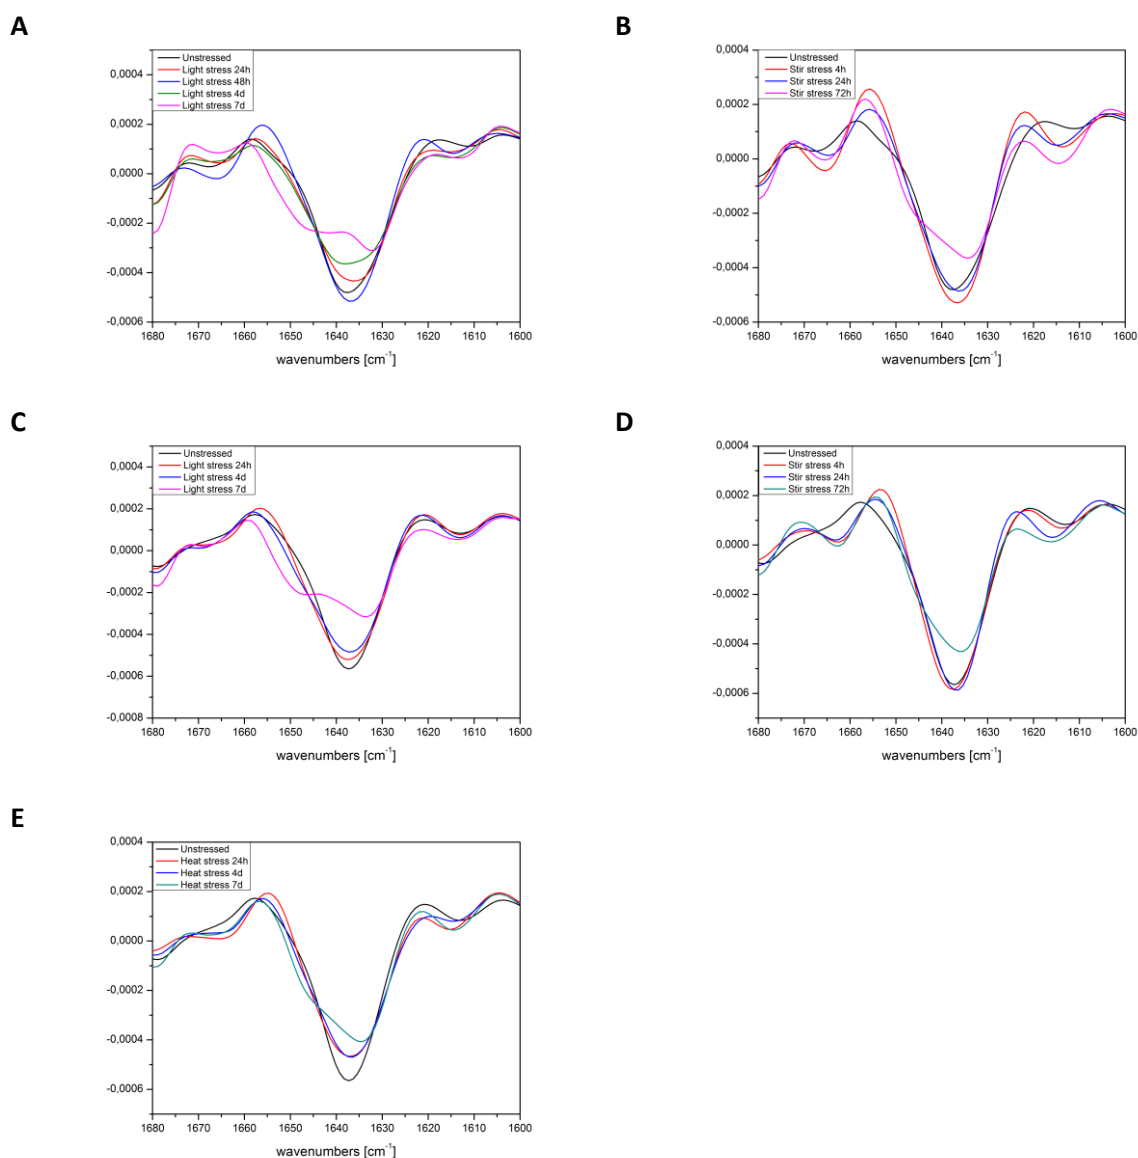 A
0,0004
0,0002
0,0000
-0,0002
-0,0004
-0,0006
Unstressed
Light stress 24h
Light stress 48h
Light stress 4d
Light stress 7d
1680 1670 1660 1650 1640 1630 1620 1610 1600
wavenumbers [cm⁻¹]
B
0,0004
0,0002
0,0000
-0,0002
-0,0004
-0,0006
Unstressed
Stir stress 4h
Stir stress 24h
Stir stress 72h
1680 1670 1660 1650 1640 1630 1620 1610 1600
wavenumbers [cm⁻¹]
C
0,0004
0,0002
0,0000
-0,0002
-0,0004
-0,0006
-0,0008
Unstressed
Light stress 24h
Light stress 4d
Light stress 7d
1680 1670 1660 1650 1640 1630 1620 1610 1600
wavenumbers [cm⁻¹]
D
0,0004
0,0002
0,0000
-0,0002
-0,0004
-0,0006
Unstressed
Stir stress 4h
Stir stress 24h
Stir stress 72h
1680 1670 1660 1650 1640 1630 1620 1610 1600
wavenumbers [cm⁻¹]
E
0,0004
0,0002
0,0000
-0,0002
-0,0004
-0,0006
Unstressed
Heat stress 24h
Heat stress 4d
Heat stress 7d
1680 1670 1660 1650 1640 1630 1620 1610 1600
wavenumbers [cm⁻¹]